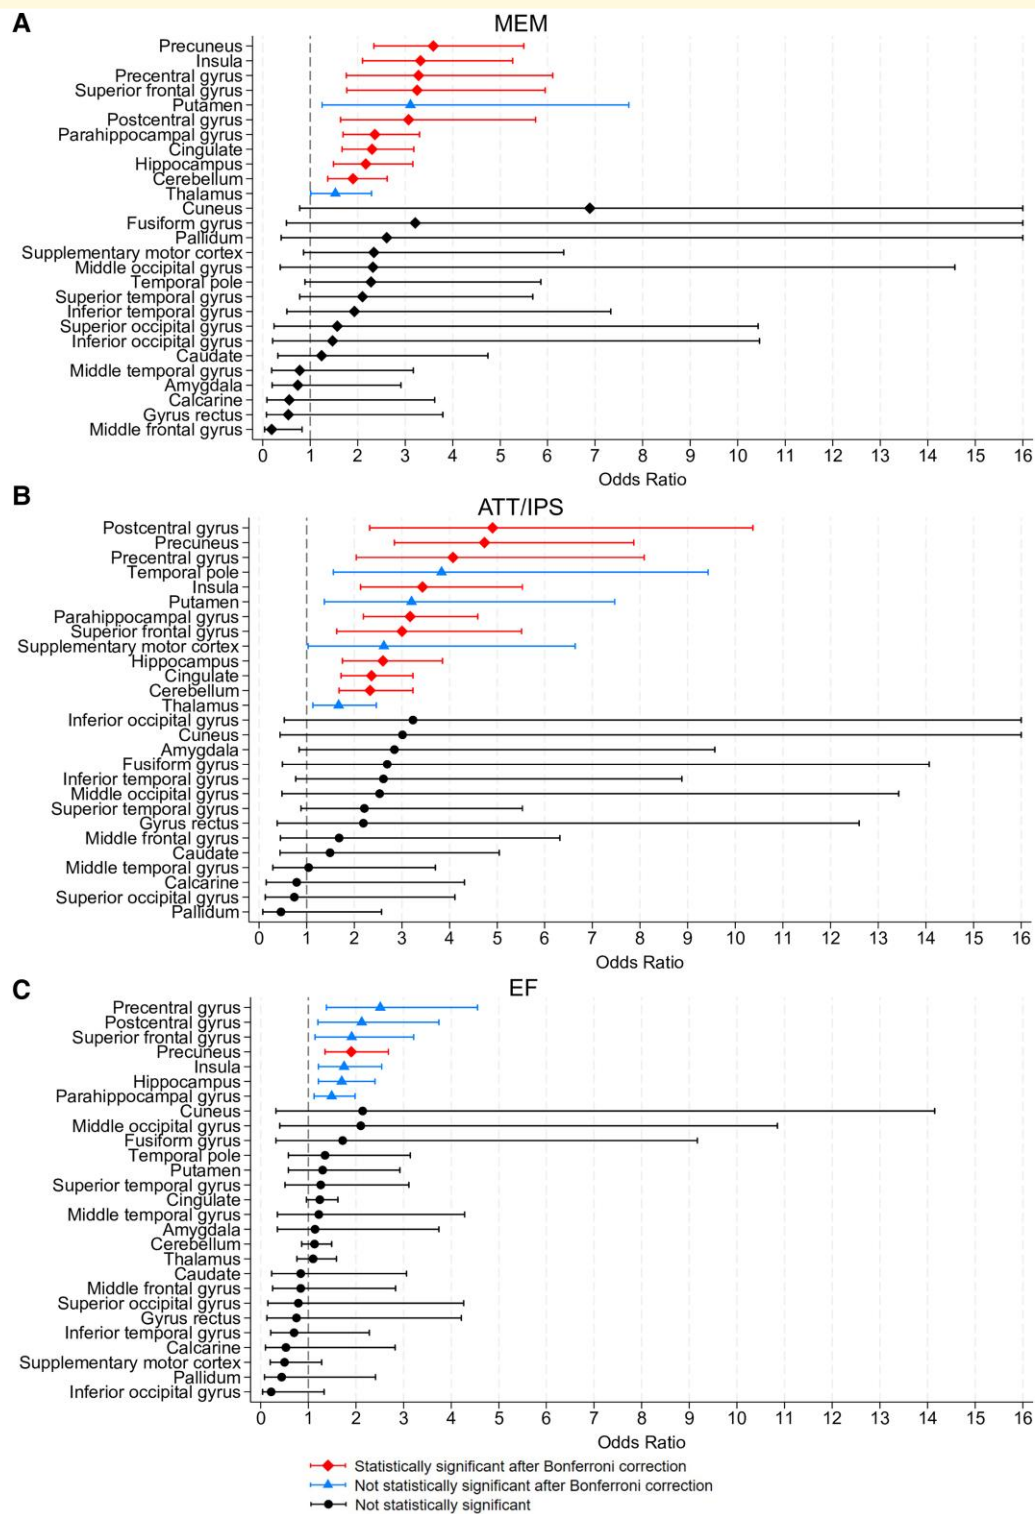 A
MEM
Precuneus
Insula
Precentral gyrus
Superior frontal gyrus
Putamen
Postcentral gyrus
Parahippocampal gyrus
Cingulate
Hippocampus
Cerebellum
Thalamus
Cuneus
Fusiform gyrus
Pallidum
Supplementary motor cortex
Middle occipital gyrus
Temporal pole
Superior temporal gyrus
Inferior temporal gyrus
Superior occipital gyrus
Inferior occipital gyrus
Caudate
Middle temporal gyrus
Amygdala
Calcarine
Gyrus rectus
Middle frontal gyrus
0 1 2 3 4 5 6 7 8 9 10 11 12 13 14 15 16
Odds Ratio
B
ATT/IPS
Postcentral gyrus
Precuneus
Precentral gyrus
Temporal pole
Insula
Putamen
Parahippocampal gyrus
Superior frontal gyrus
Supplementary motor cortex
Hippocampus
Cingulate
Cerebellum
Thalamus
Inferior occipital gyrus
Cuneus
Amygdala
Fusiform gyrus
Inferior temporal gyrus
Middle occipital gyrus
Superior temporal gyrus
Gyrus rectus
Middle frontal gyrus
Caudate
Middle temporal gyrus
Calcarine
Superior occipital gyrus
Pallidum
0 1 2 3 4 5 6 7 8 9 10 11 12 13 14 15 16
Odds Ratio
C
EF
Precentral gyrus
Postcentral gyrus
Superior frontal gyrus
Precuneus
Insula
Hippocampus
Parahippocampal gyrus
Cuneus
Middle occipital gyrus
Fusiform gyrus
Temporal pole
Putamen
Superior temporal gyrus
Cingulate
Middle temporal gyrus
Amygdala
Cerebellum
Thalamus
Caudate
Middle frontal gyrus
Superior occipital gyrus
Gyrus rectus
Inferior temporal gyrus
Calcarine
Supplementary motor cortex
Pallidum
Inferior occipital gyrus
0 1 2 3 4 5 6 7 8 9 10 11 12 13 14 15 16
Odds Ratio
Statistically significant after Bonferroni correction
Not statistically significant after Bonferroni correction
Not statistically significant